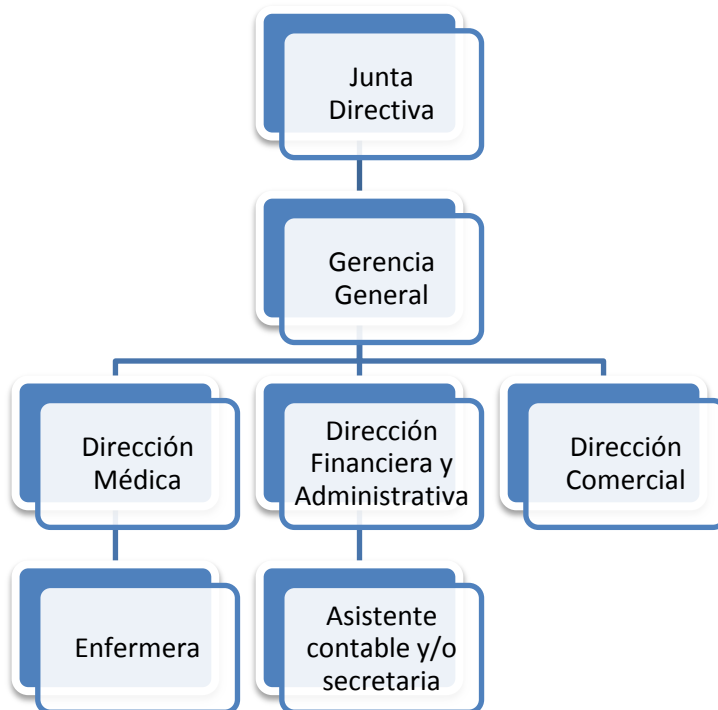 Junta
Directiva
Gerencia
General
Dirección
Médica
Dirección
Financiera y
Administrativa
Dirección
Comercial
Enfermera
Asistente
contable y/o
secretaria